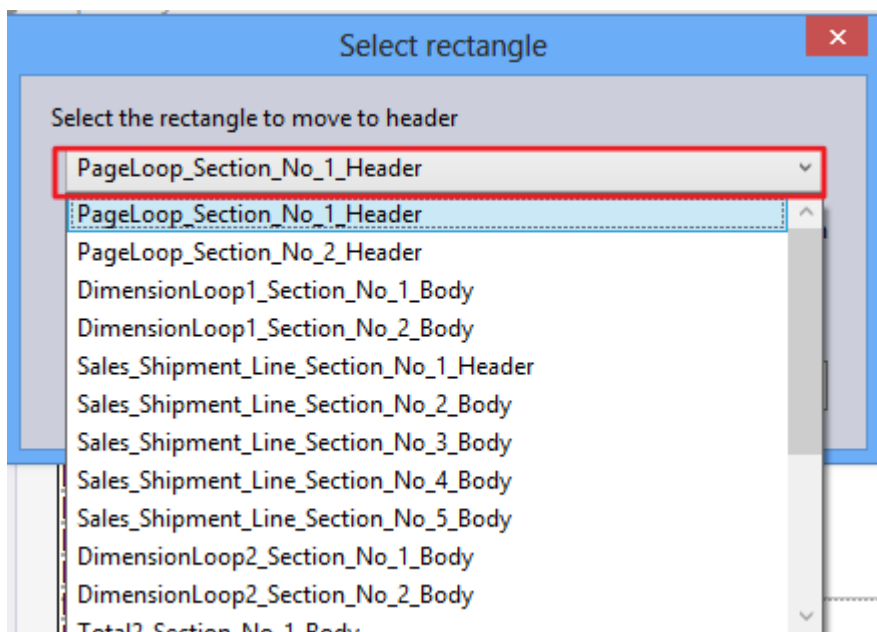 Select rectangle
Select the rectangle to move to header
PageLoop_Section_No_1_Header
PageLoop_Section_No_1_Header
PageLoop_Section_No_2_Header
DimensionLoop1_Section_No_1_Body
DimensionLoop1_Section_No_2_Body
Sales_Shipment_Line_Section_No_1_Header
Sales_Shipment_Line_Section_No_2_Body
Sales_Shipment_Line_Section_No_3_Body
Sales_Shipment_Line_Section_No_4_Body
Sales_Shipment_Line_Section_No_5_Body
DimensionLoop2_Section_No_1_Body
DimensionLoop2_Section_No_2_Body
Total2_Section_No_1_Body